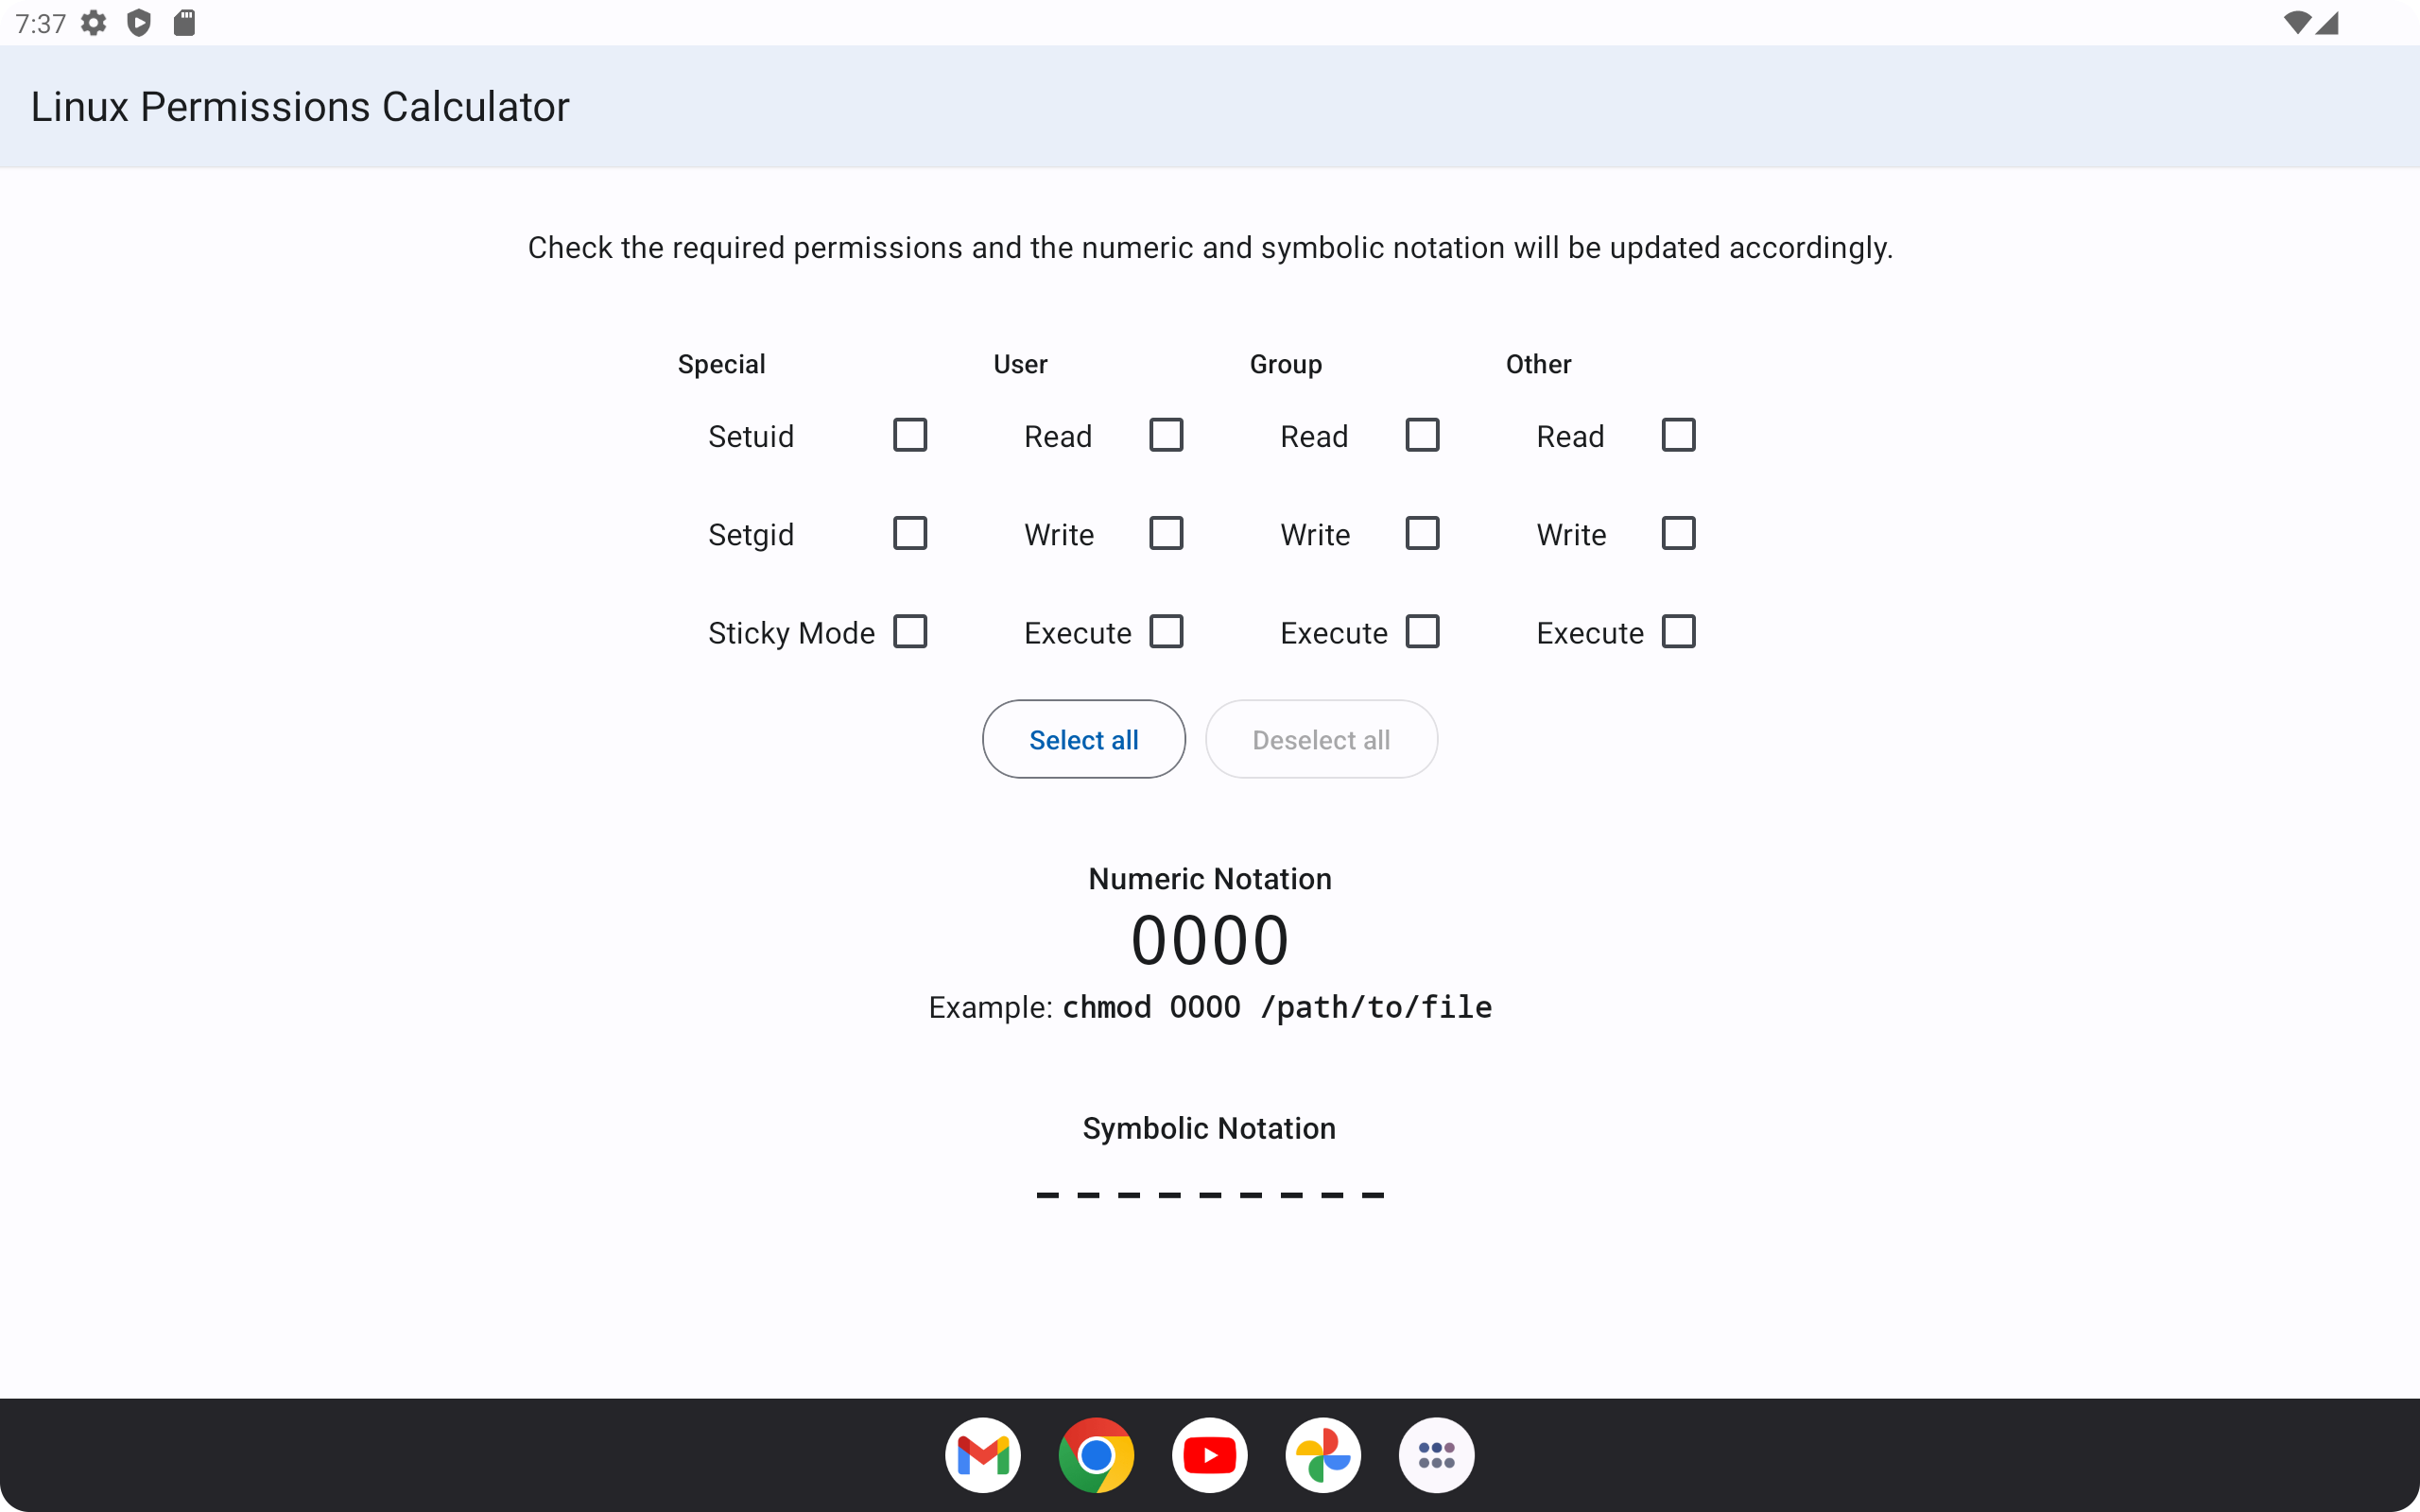 7:37
Linux Permissions Calculator
Check the required permissions and the numeric and symbolic notation will be updated accordingly.
Special User Group Other
Setuid Read Read Read
Setgid Write Write Write
Sticky Mode Execute Execute Execute
Select all Deselect all
Numeric Notation
0000
Example: chmod 0000 /path/to/file
Symbolic Notation
---------